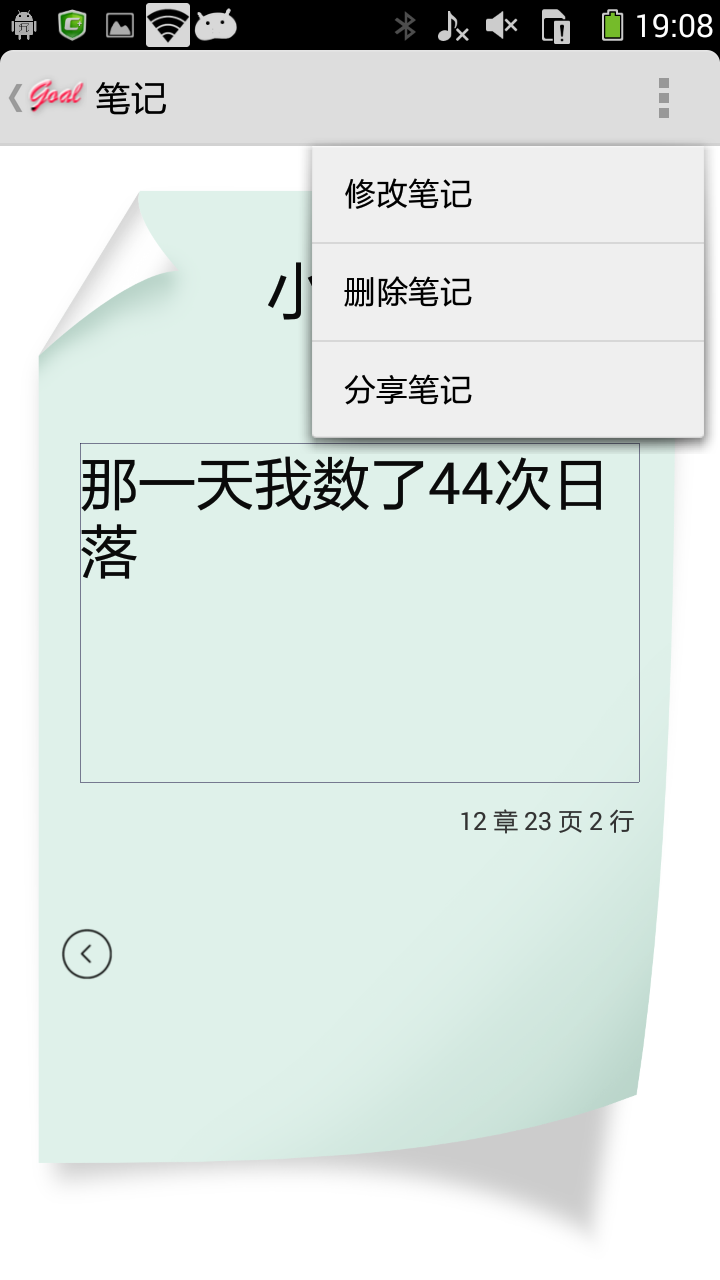 19:08
Goal 笔记
修改笔记
删除笔记
分享笔记
小
那一天我数了44次日
落
12 章 23 页 2 行